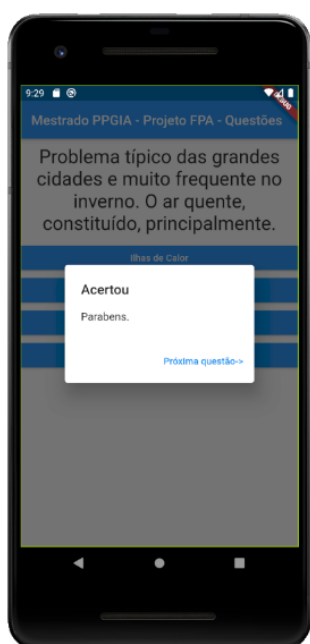 9:29
DEBUG
Mestrado PPGIA - Projeto FPA - Questões
Problema típico das grandes
cidades e muito frequente no
inverno. O ar quente,
constituído, principalmente.
Ilhas de Calor
Acertou
Parabens.
Próxima questão->